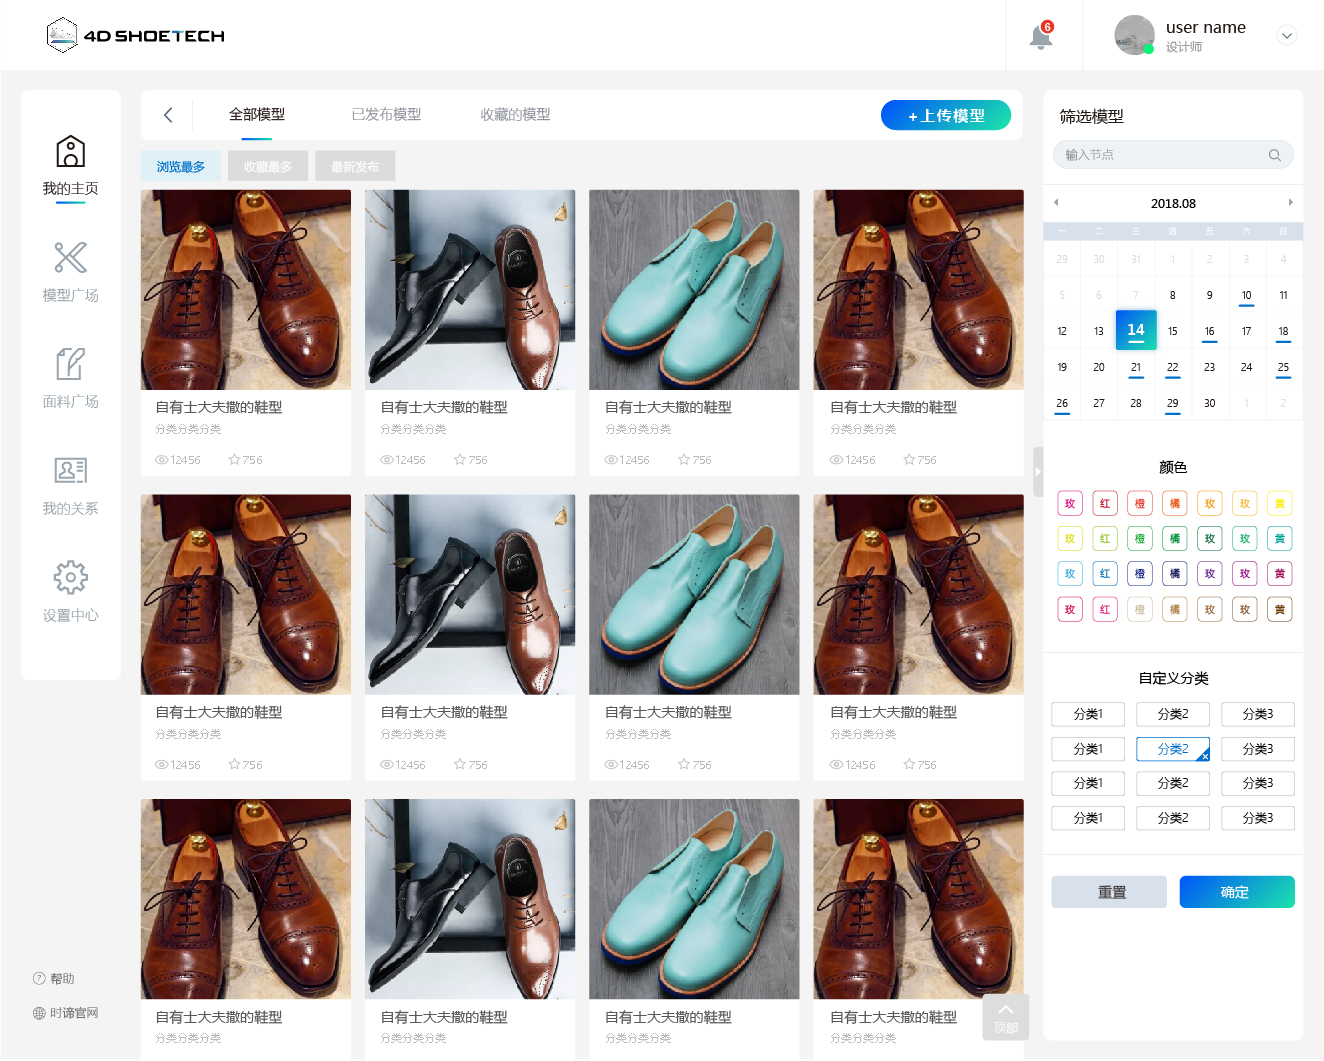 4D SHOETECH
6
user name
设计师
我的主页
模型广场
面料广场
我的关系
设置中心
帮助
时谛官网
全部模型 已发布模型 收藏的模型
+上传模型
浏览最多 收藏最多 最新发布
自有士大夫撒的鞋型 自有士大夫撒的鞋型 自有士大夫撒的鞋型 自有士大夫撒的鞋型
分类分类分类 分类分类分类 分类分类分类 分类分类分类
12456 756 12456 756 12456 756 12456 756
自有士大夫撒的鞋型 自有士大夫撒的鞋型 自有士大夫撒的鞋型 自有士大夫撒的鞋型
分类分类分类 分类分类分类 分类分类分类 分类分类分类
12456 756 12456 756 12456 756 12456 756
自有士大夫撒的鞋型 自有士大夫撒的鞋型 自有士大夫撒的鞋型 自有士大夫撒的鞋型
分类分类分类 分类分类分类 分类分类分类 分类分类分类
顶部
筛选模型
输入节点
2018.08
一 二 三 四 五 六 日
29 30 31 1 2 3 4
5 6 7 8 9 10 11
12 13 14 15 16 17 18
19 20 21 22 23 24 25
26 27 28 29 30 1 2
颜色
玫 红 橙 橘 玫 玫 黄
玫 红 橙 橘 玫 玫 黄
玫 红 橙 橘 玫 玫 黄
玫 红 橙 橘 玫 玫 黄
自定义分类
分类1 分类2 分类3
分类1 分类2 分类3
分类1 分类2 分类3
分类1 分类2 分类3
重置 确定